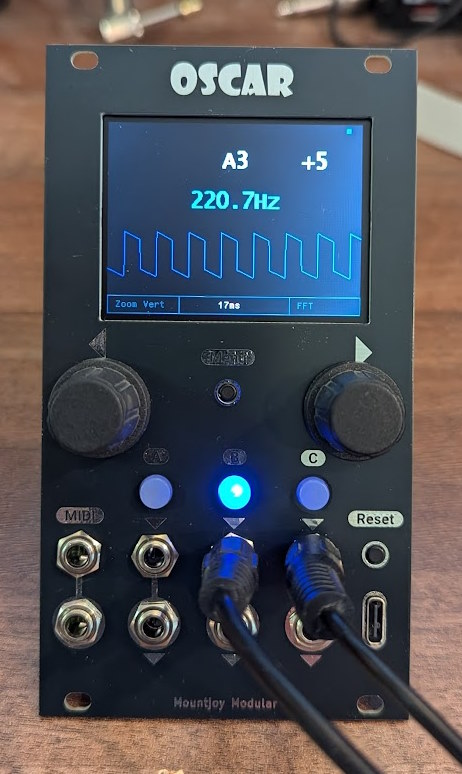 OSCAR
A3 +5
220.7Hz
Zoom Vert 17ms FFT
B
C
MIDI
Reset
Mountjoy Modular